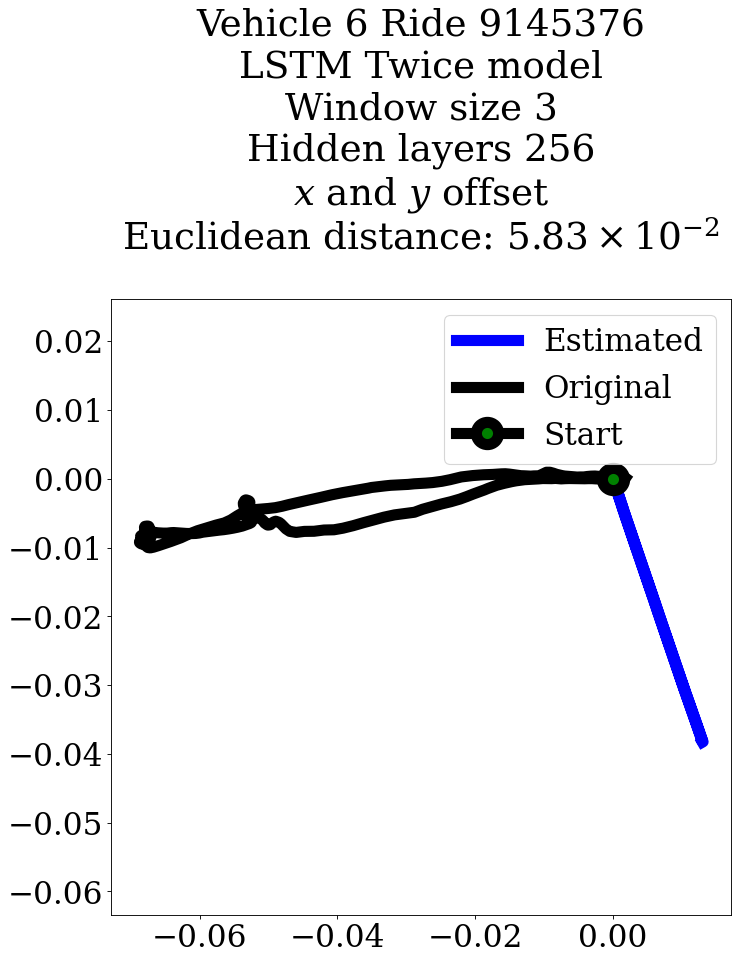 Vehicle 6 Ride 9145376
LSTM Twice model
Window size 3
Hidden layers 256
x and y offset
Euclidean distance: 5.83 × 10⁻²
Estimated
Original
Start
0.02
0.01
0.00
−0.01
−0.02
−0.03
−0.04
−0.05
−0.06
−0.06 −0.04 −0.02 0.00